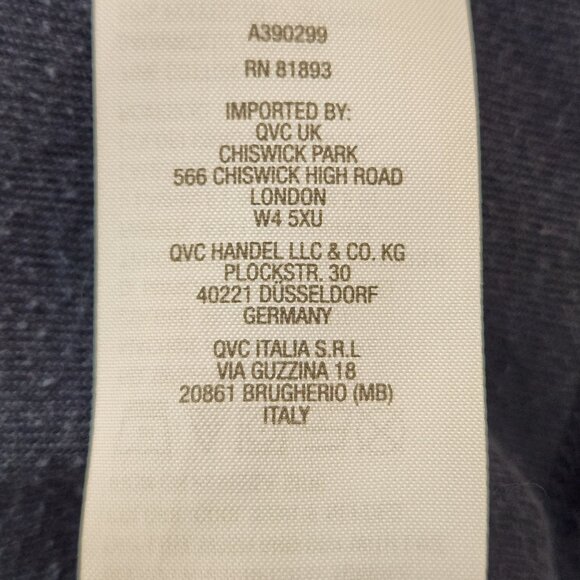 A390299
RN 81893
IMPORTED BY:
QVC UK
CHISWICK PARK
566 CHISWICK HIGH ROAD
LONDON
W4 5XU
QVC HANDEL LLC & CO. KG
PLOCKSTR. 30
40221 DÜSSELDORF
GERMANY
QVC ITALIA S.R.L
VIA GUZZINA 18
20861 BRUGHERIO (MB)
ITALY